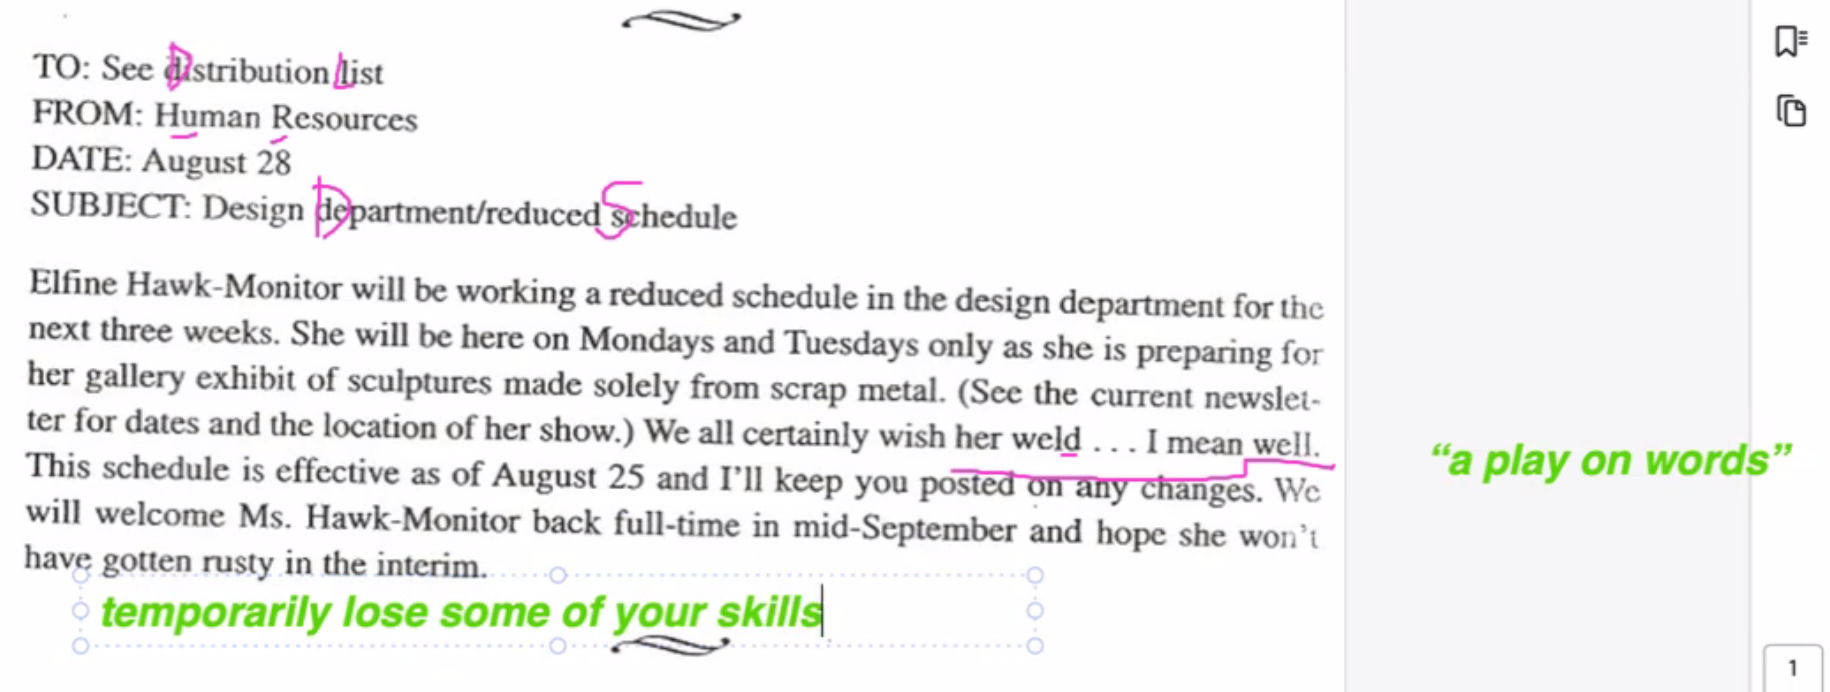 TO: See Distribution List
FROM: Human Resources
DATE: August 28
SUBJECT: Design Department/reduced Schedule
Elfine Hawk-Monitor will be working a reduced schedule in the design department for the
next three weeks. She will be here on Mondays and Tuesdays only as she is preparing for
her gallery exhibit of sculptures made solely from scrap metal. (See the current newslet-
ter for dates and the location of her show.) We all certainly wish her weld . . . I mean well.
“a play on words”
This schedule is effective as of August 25 and I’ll keep you posted on any changes. We
will welcome Ms. Hawk-Monitor back full-time in mid-September and hope she won’t
have gotten rusty in the interim.
temporarily lose some of your skills
1